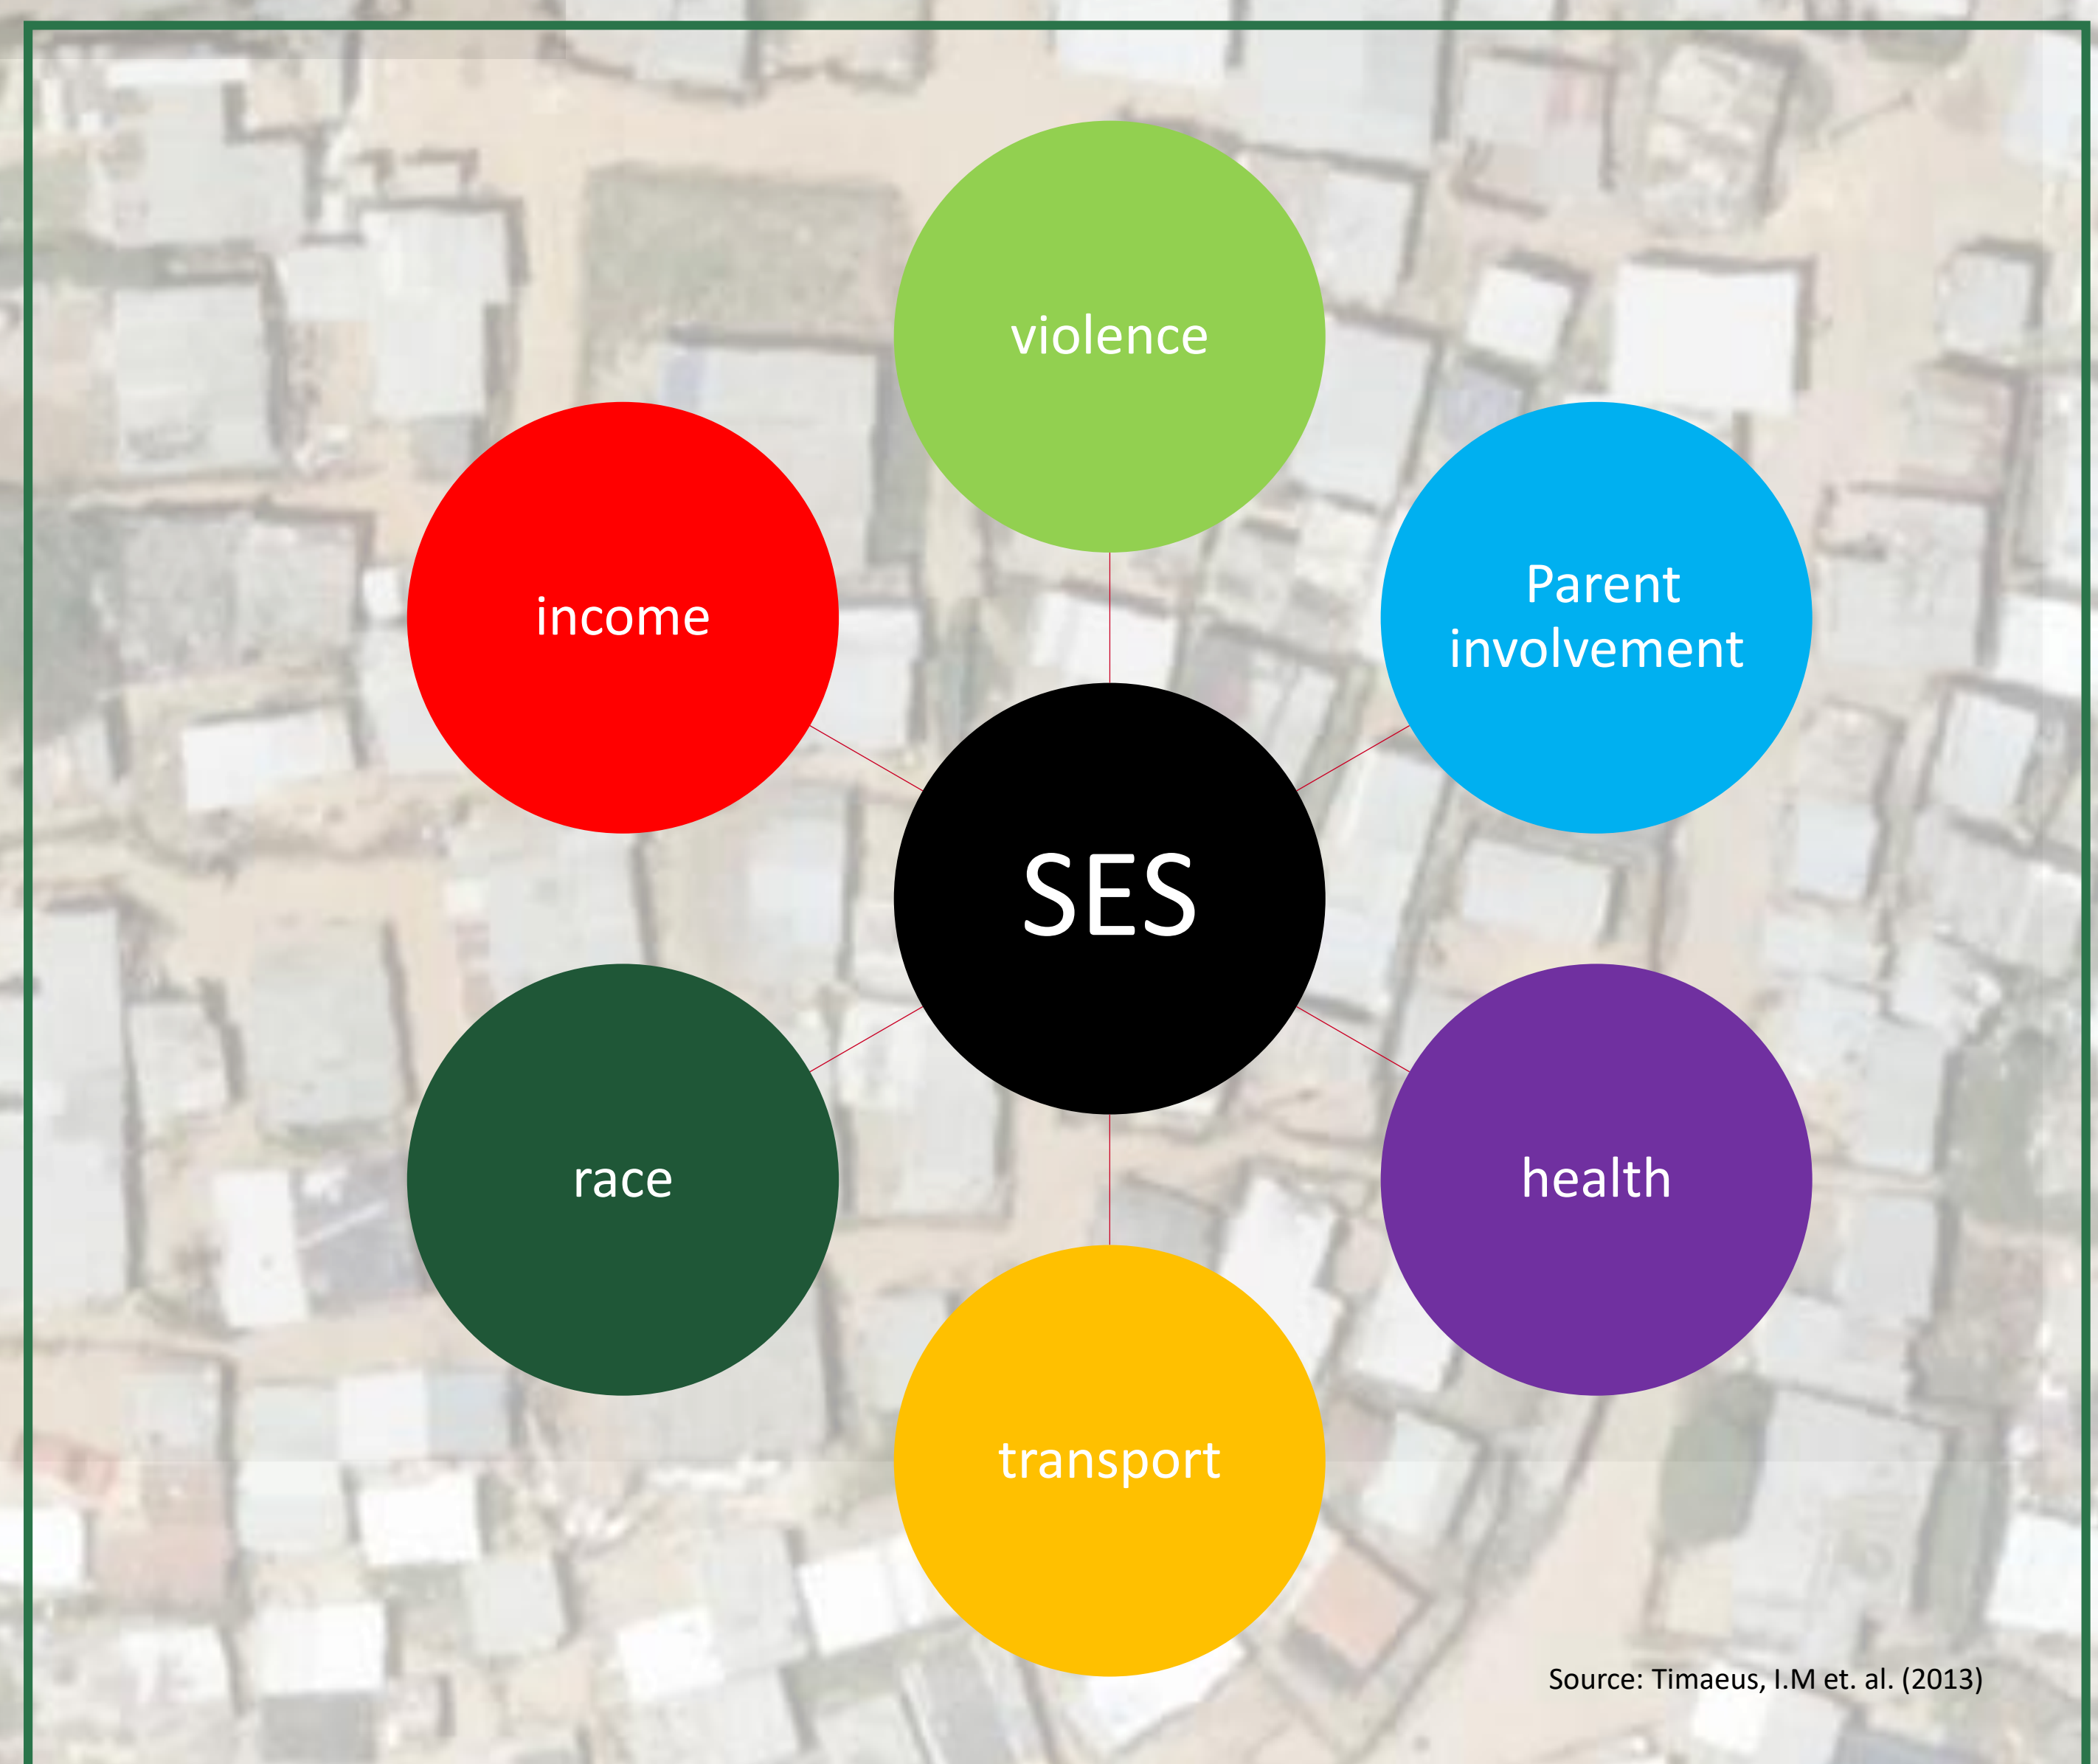 violence
income
Parent
involvement
SES
race
health
transport
Source: Timaeus, I.M et. al. (2013)